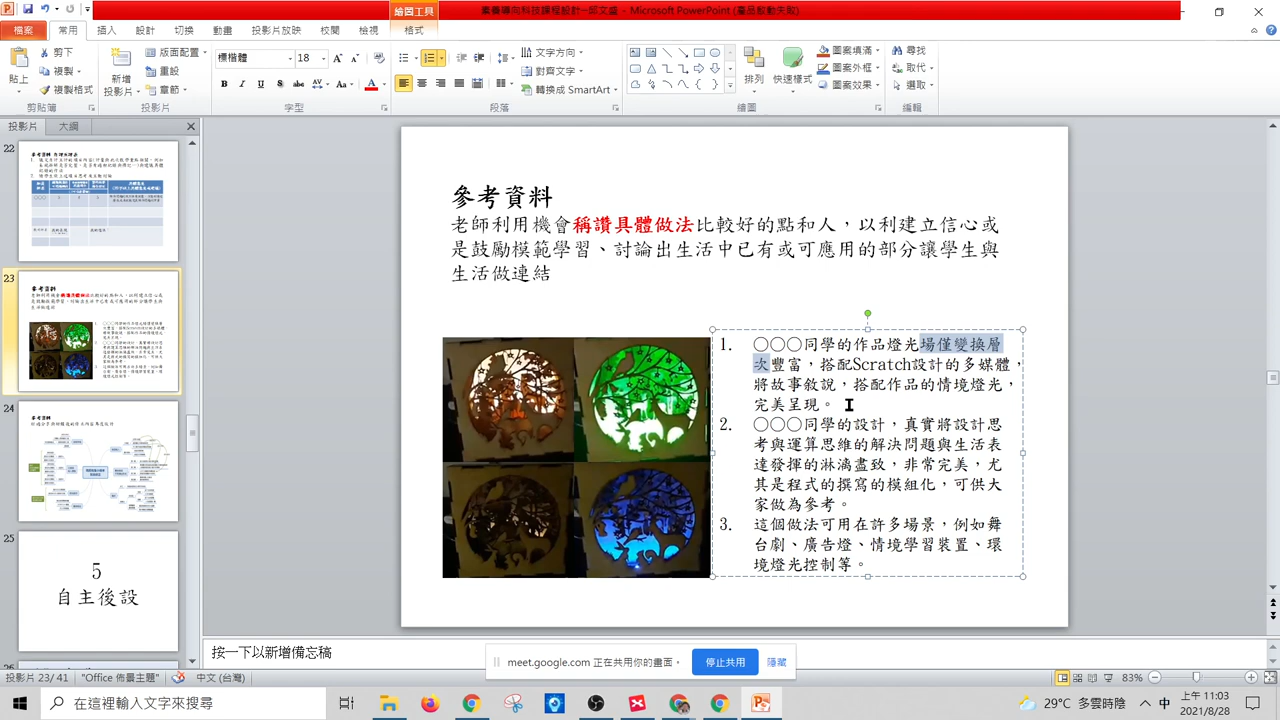 繪圖工具
素養導向科技課程設計-邱文盛 - Microsoft PowerPoint (產品啟動失敗)
檔案 常用 插入 設計 切換 動畫 投影片放映 校閱 檢視 格式
剪下
複製
複製格式
貼上
剪貼簿
新增
投影片
版面配置
重設
章節
投影片
標楷體 18
字型
文字方向
對齊文字
轉換成 SmartArt
段落
排列
快速樣式
圖案填滿
圖案外框
圖案效果
繪圖
尋找
取代
選取
編輯
投影片 大綱
22
23
24
25
5
自主後設
參考資料
老師利用機會稱讚具體做法比較好的點和人，以利建立信心或
是鼓勵模範學習、討論出生活中已有或可應用的部分讓學生與
生活做連結
1. ○○○同學的作品燈光場僅變換層
次豐富，搭配Scratch設計的多媒體，
將故事敘說，搭配作品的情境燈光，
完美呈現。
2. ○○○同學的設計，真實將設計思
考與運算思維的解決問題與生活表
達發揮的淋漓盡致，非常完美，尤
其是程式的撰寫的模組化，可供大
家做為參考。
3. 這個做法可用在許多場景，例如舞
台劇、廣告燈、情境學習裝置、環
境燈光控制等。
按一下以新增備忘稿
meet.google.com 正在共用你的畫面。 停止共用 隱藏
投影片 23/41 "Office 佈景主題" 中文 (台灣) 83%
在這裡輸入文字來搜尋
29°C 多雲時陰
中
上午 11:03
2021/8/28